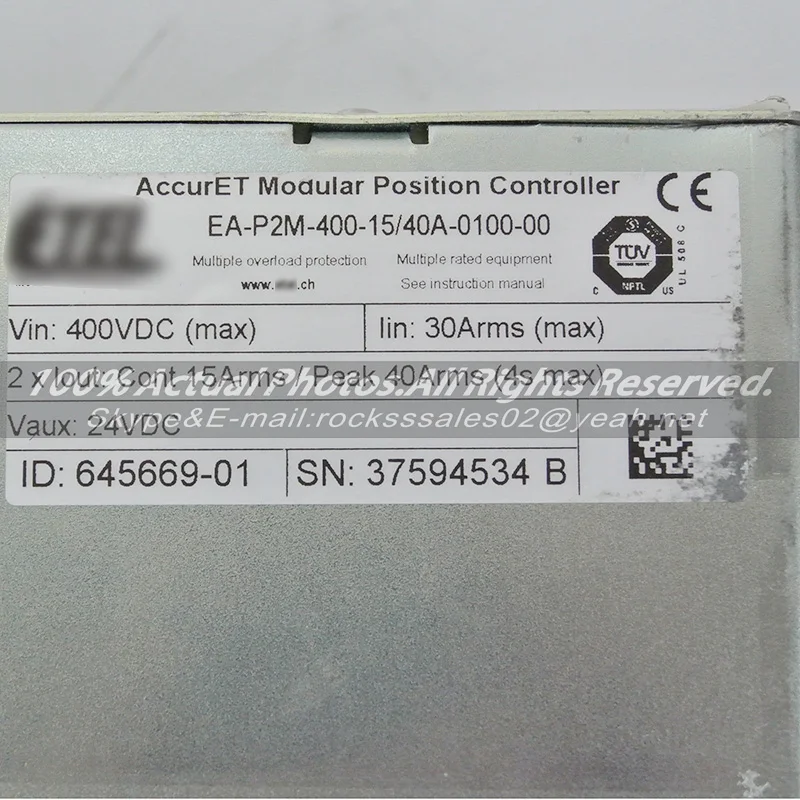 AccurET Modular Position Controller
EA-P2M-400-15/40A-0100-00
Multiple overload protection
Multiple rated equipment
www. .ch
See instruction manual
TÜV
C NRTL US
UL 508 C
CE
Vin: 400VDC (max)
Iin: 30Arms (max)
2 x Iout: Cont 15Arms / Peak 40Arms (4s max)
100% Actual Photos. All Rights Reserved.
Skype&E-mail:rocksssales02@yeah.net
Vaux: 24VDC
ID: 645669-01
SN: 37594534 B